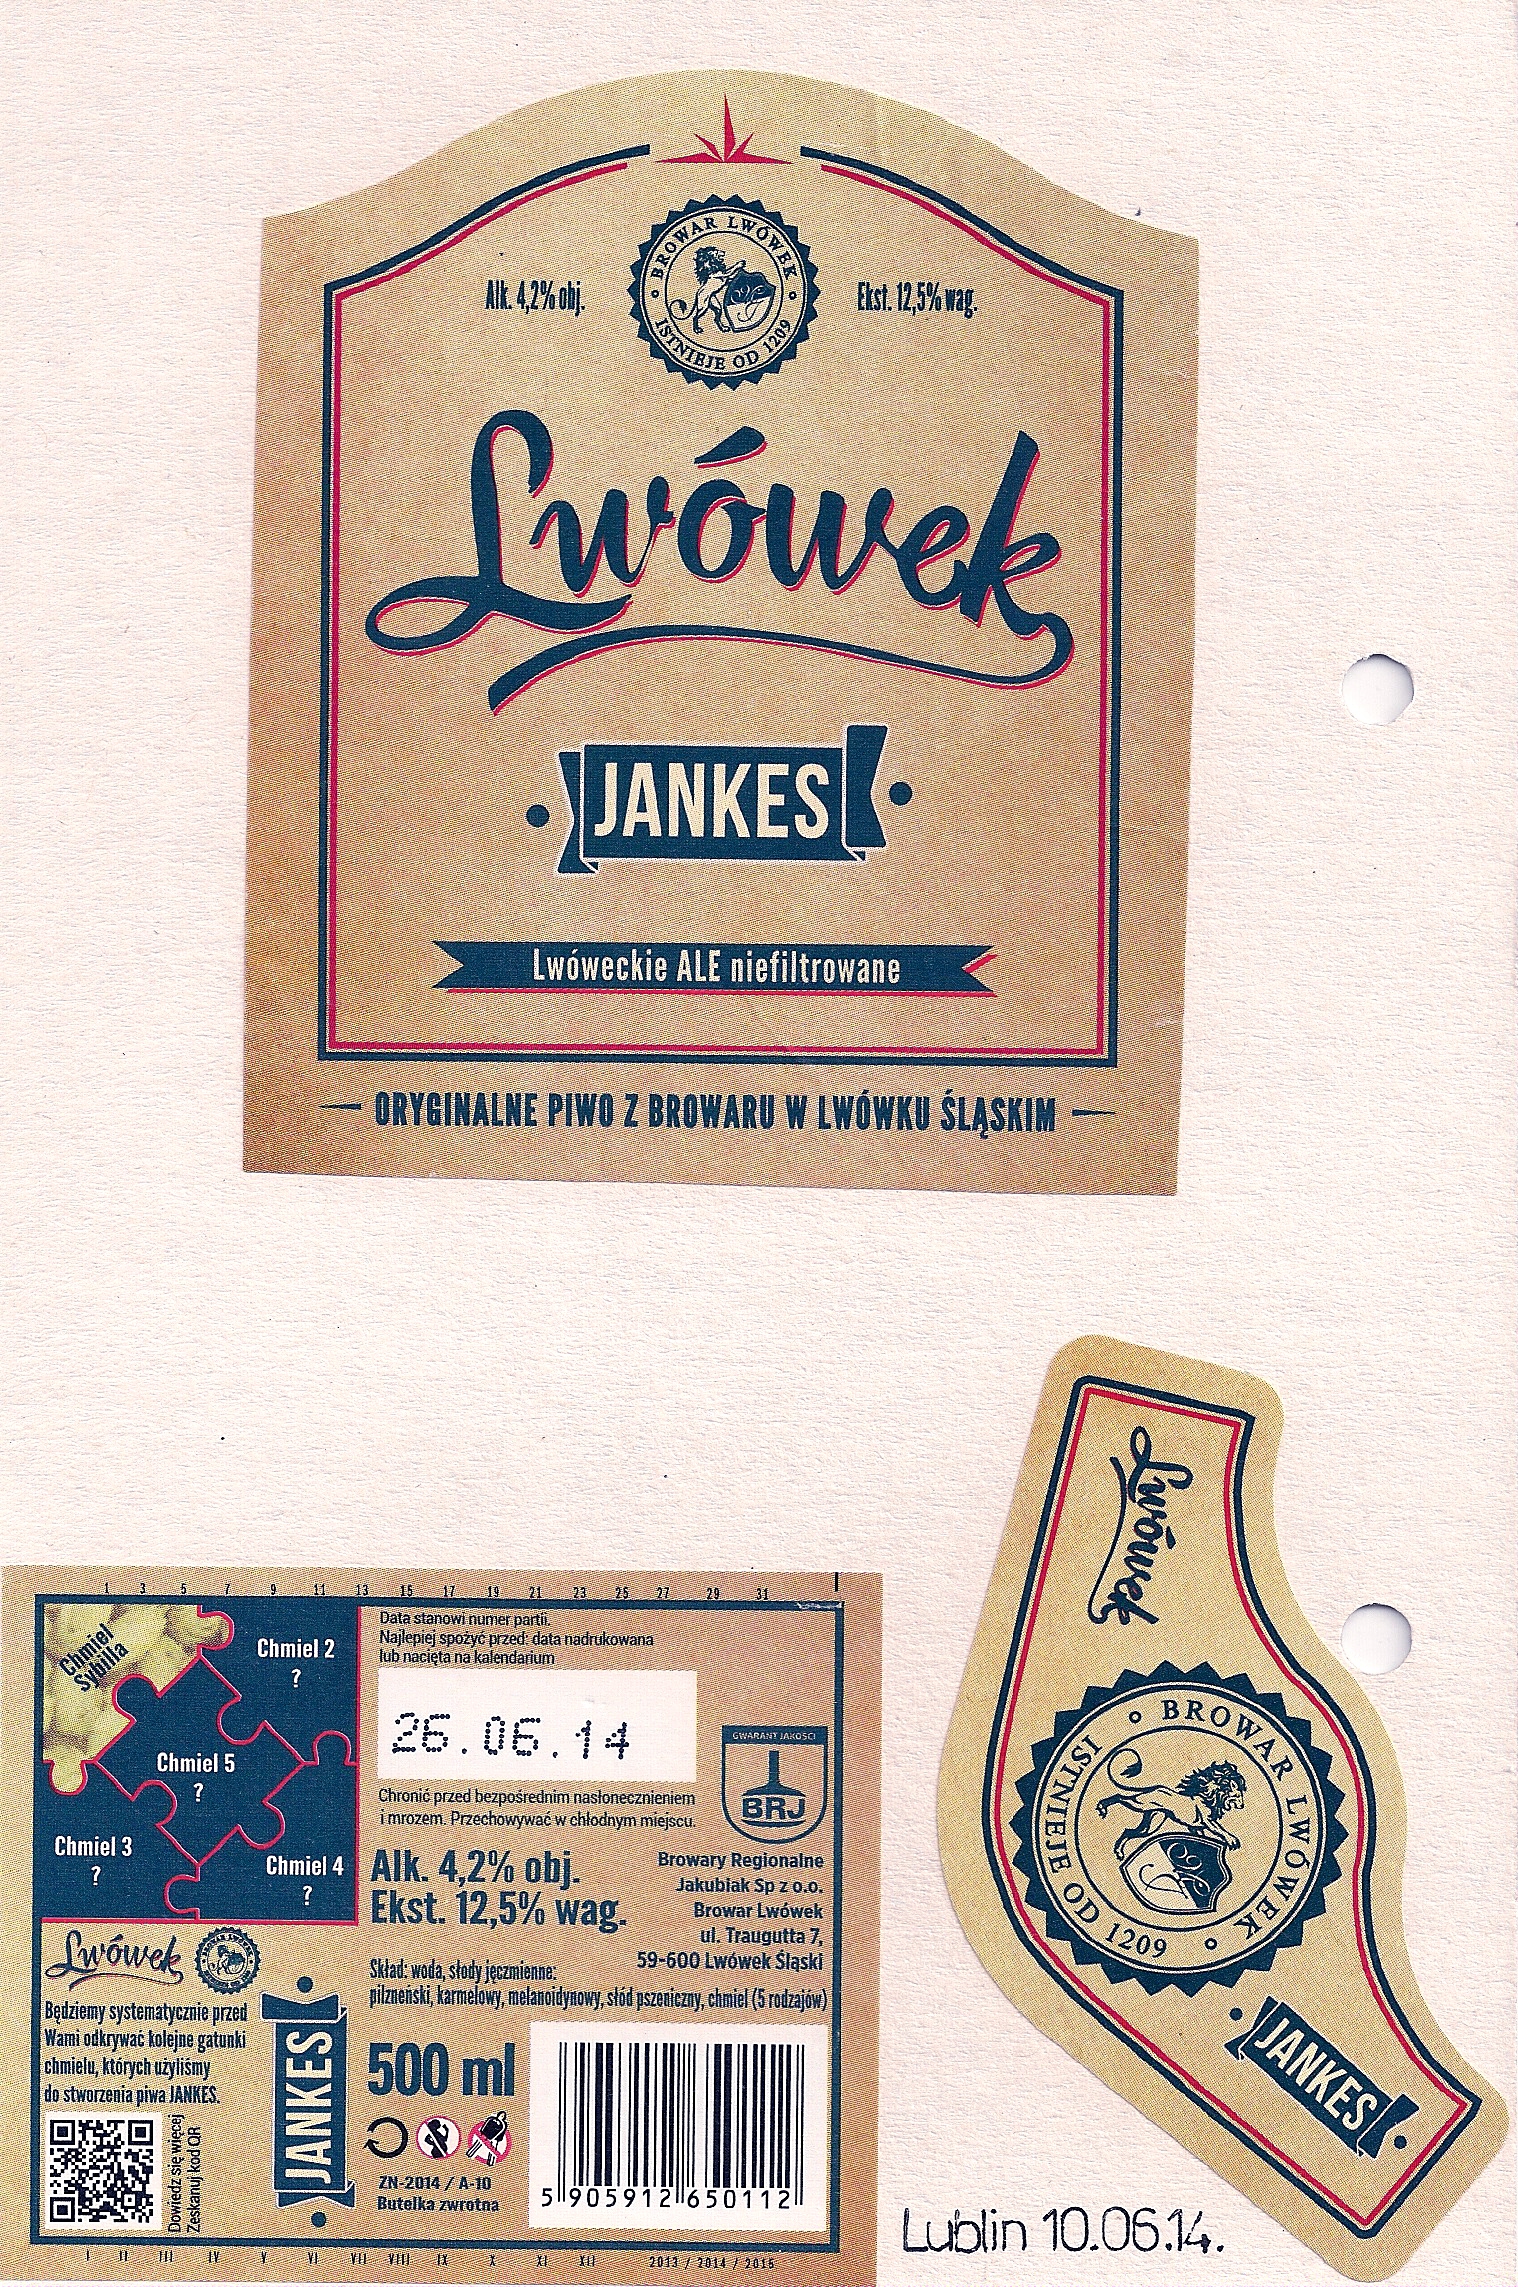 BROWAR LWÓWEK
ISTNIEJE OD 1209
Alk. 4,2% obj.
Ekst. 12,5% wag.
Lwówek
JANKES
Lwóweckie ALE niefiltrowane
ORYGINALNE PIWO Z BROWARU W LWÓWKU ŚLĄSKIM
Lwówek
BROWAR LWÓWEK
ISTNIEJE OD 1209
JANKES
1 3 5 7 9 11 13 15 17 19 21 23 25 27 29 31
Chmiel
Sybilla
Chmiel 2
?
Chmiel 5
?
Chmiel 3
?
Chmiel 4
?
Data stanowi numer partii.
Najlepiej spożyć przed: data nadrukowana
lub nacięta na kalendarium
26.06.14
GWARANT JAKOŚCI
BRJ
Chronić przed bezpośrednim nasłonecznieniem
i mrozem. Przechowywać w chłodnym miejscu.
Alk. 4,2% obj.
Ekst. 12,5% wag.
Browary Regionalne
Jakubiak Sp z o.o.
Browar Lwówek
ul. Traugutta 7,
59-600 Lwówek Śląski
Skład: woda, słody jęczmienne:
pilzneński, karmelowy, melanoidynowy, słód pszeniczny, chmiel (5 rodzajów)
Lwówek
Będziemy systematycznie przed
Wami odkrywać kolejne gatunki
chmielu, których użyliśmy
do stworzenia piwa JANKES.
Dowiedz się więcej
Zeskanuj kod QR
JANKES
500 ml
ZN-2014 / A-10
Butelka zwrotna
5 905912 650112
I II III IV V VI VII VIII IX X XI XII 2013 / 2014 / 2015
Lublin 10.06.14.